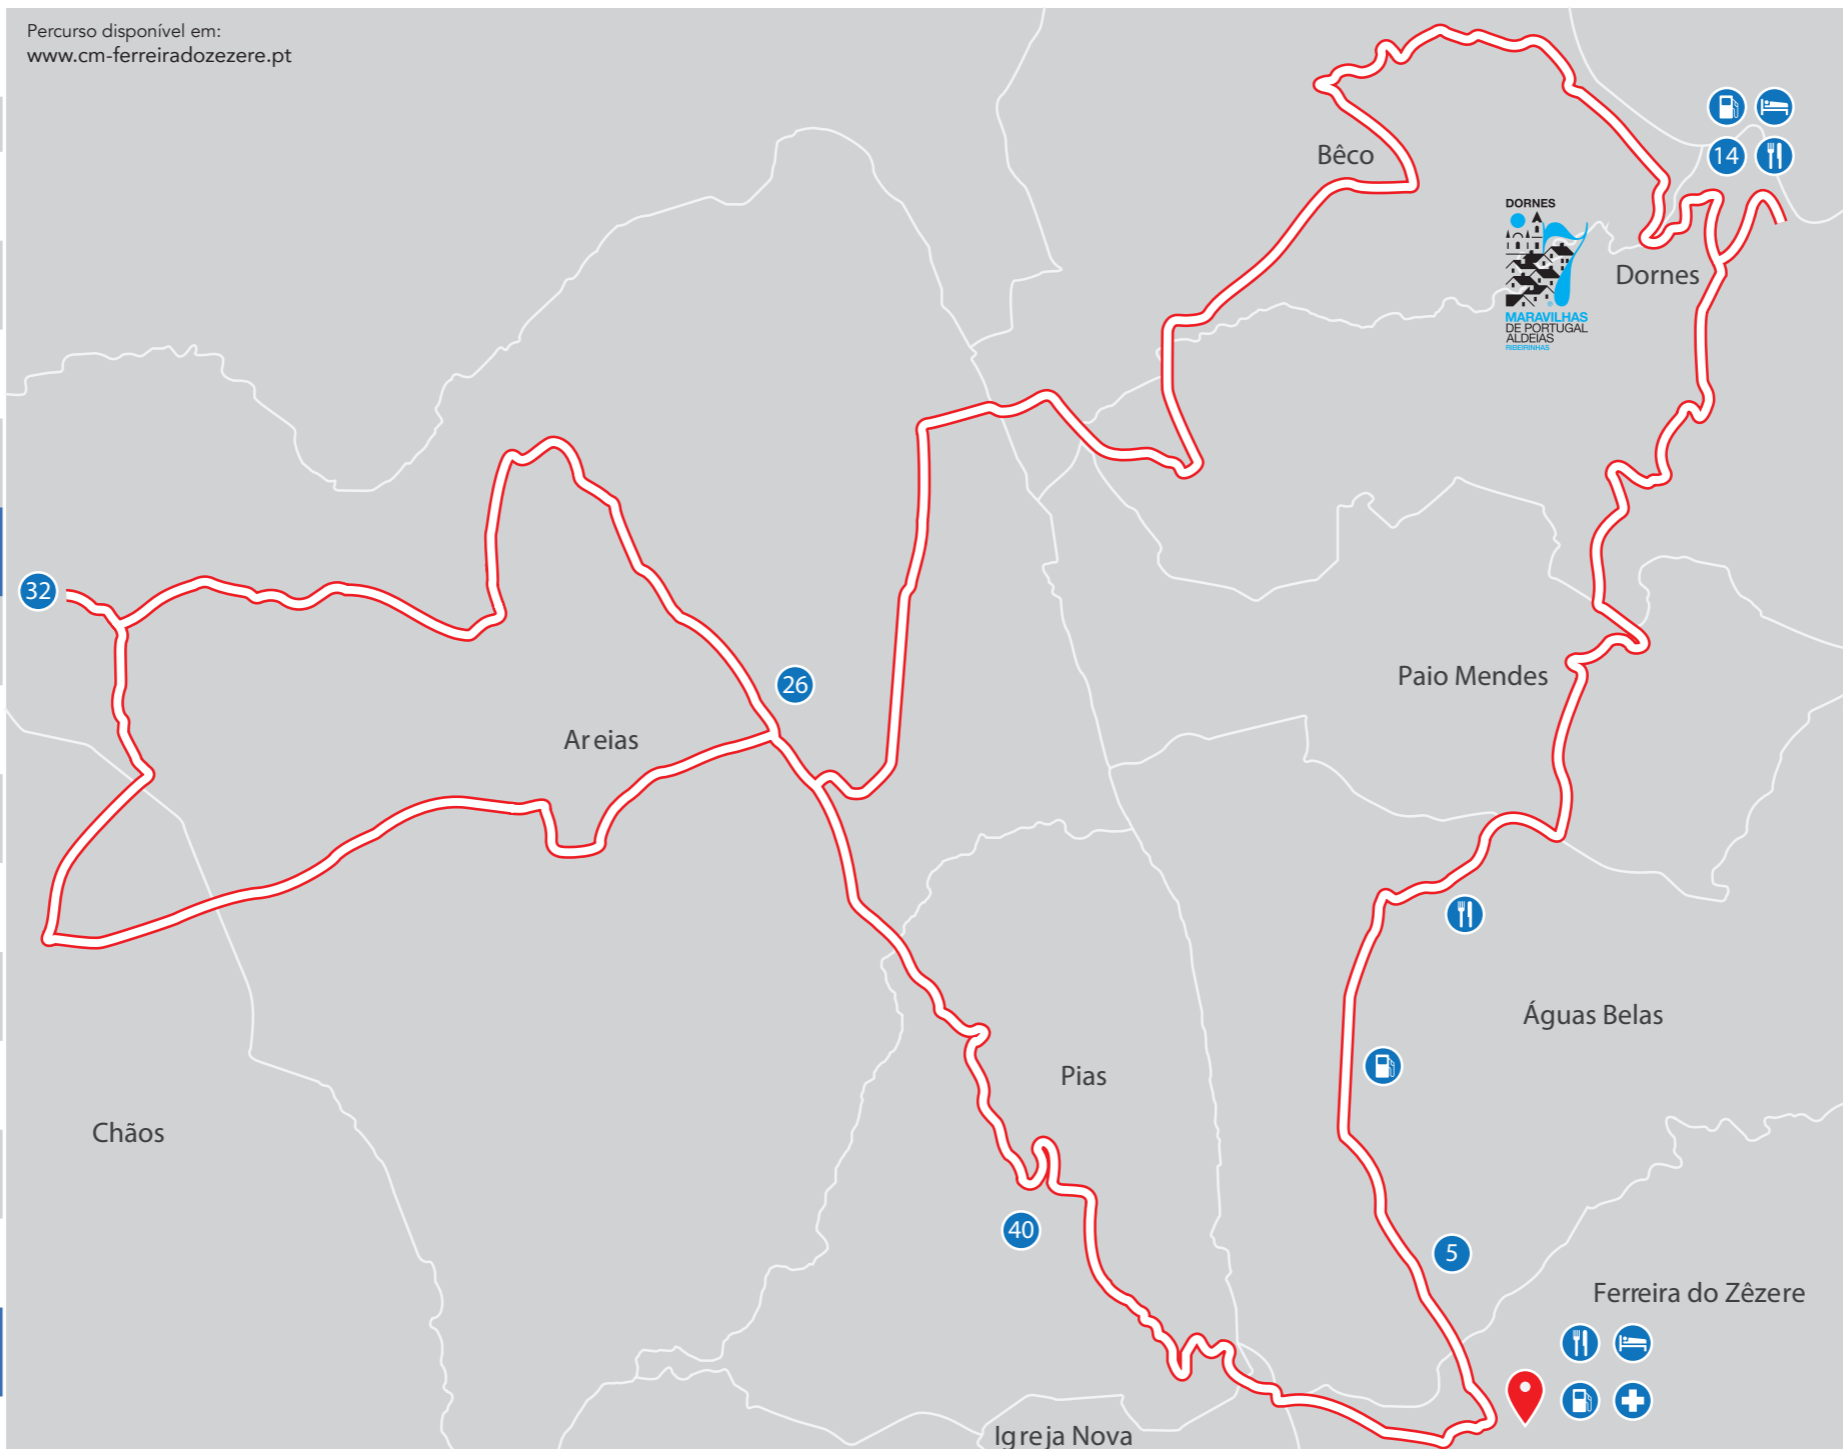 Percurso disponível em:
www.cm-ferreiradozezere.pt
14
Bêco
DORNES
MARAVILHAS
DE PORTUGAL
ALDEIAS
RIBEIRINHAS
Dornes
32
26
Paio Mendes
Areias
Águas Belas
Pias
Chãos
40
5
Ferreira do Zêzere
Igreja Nova